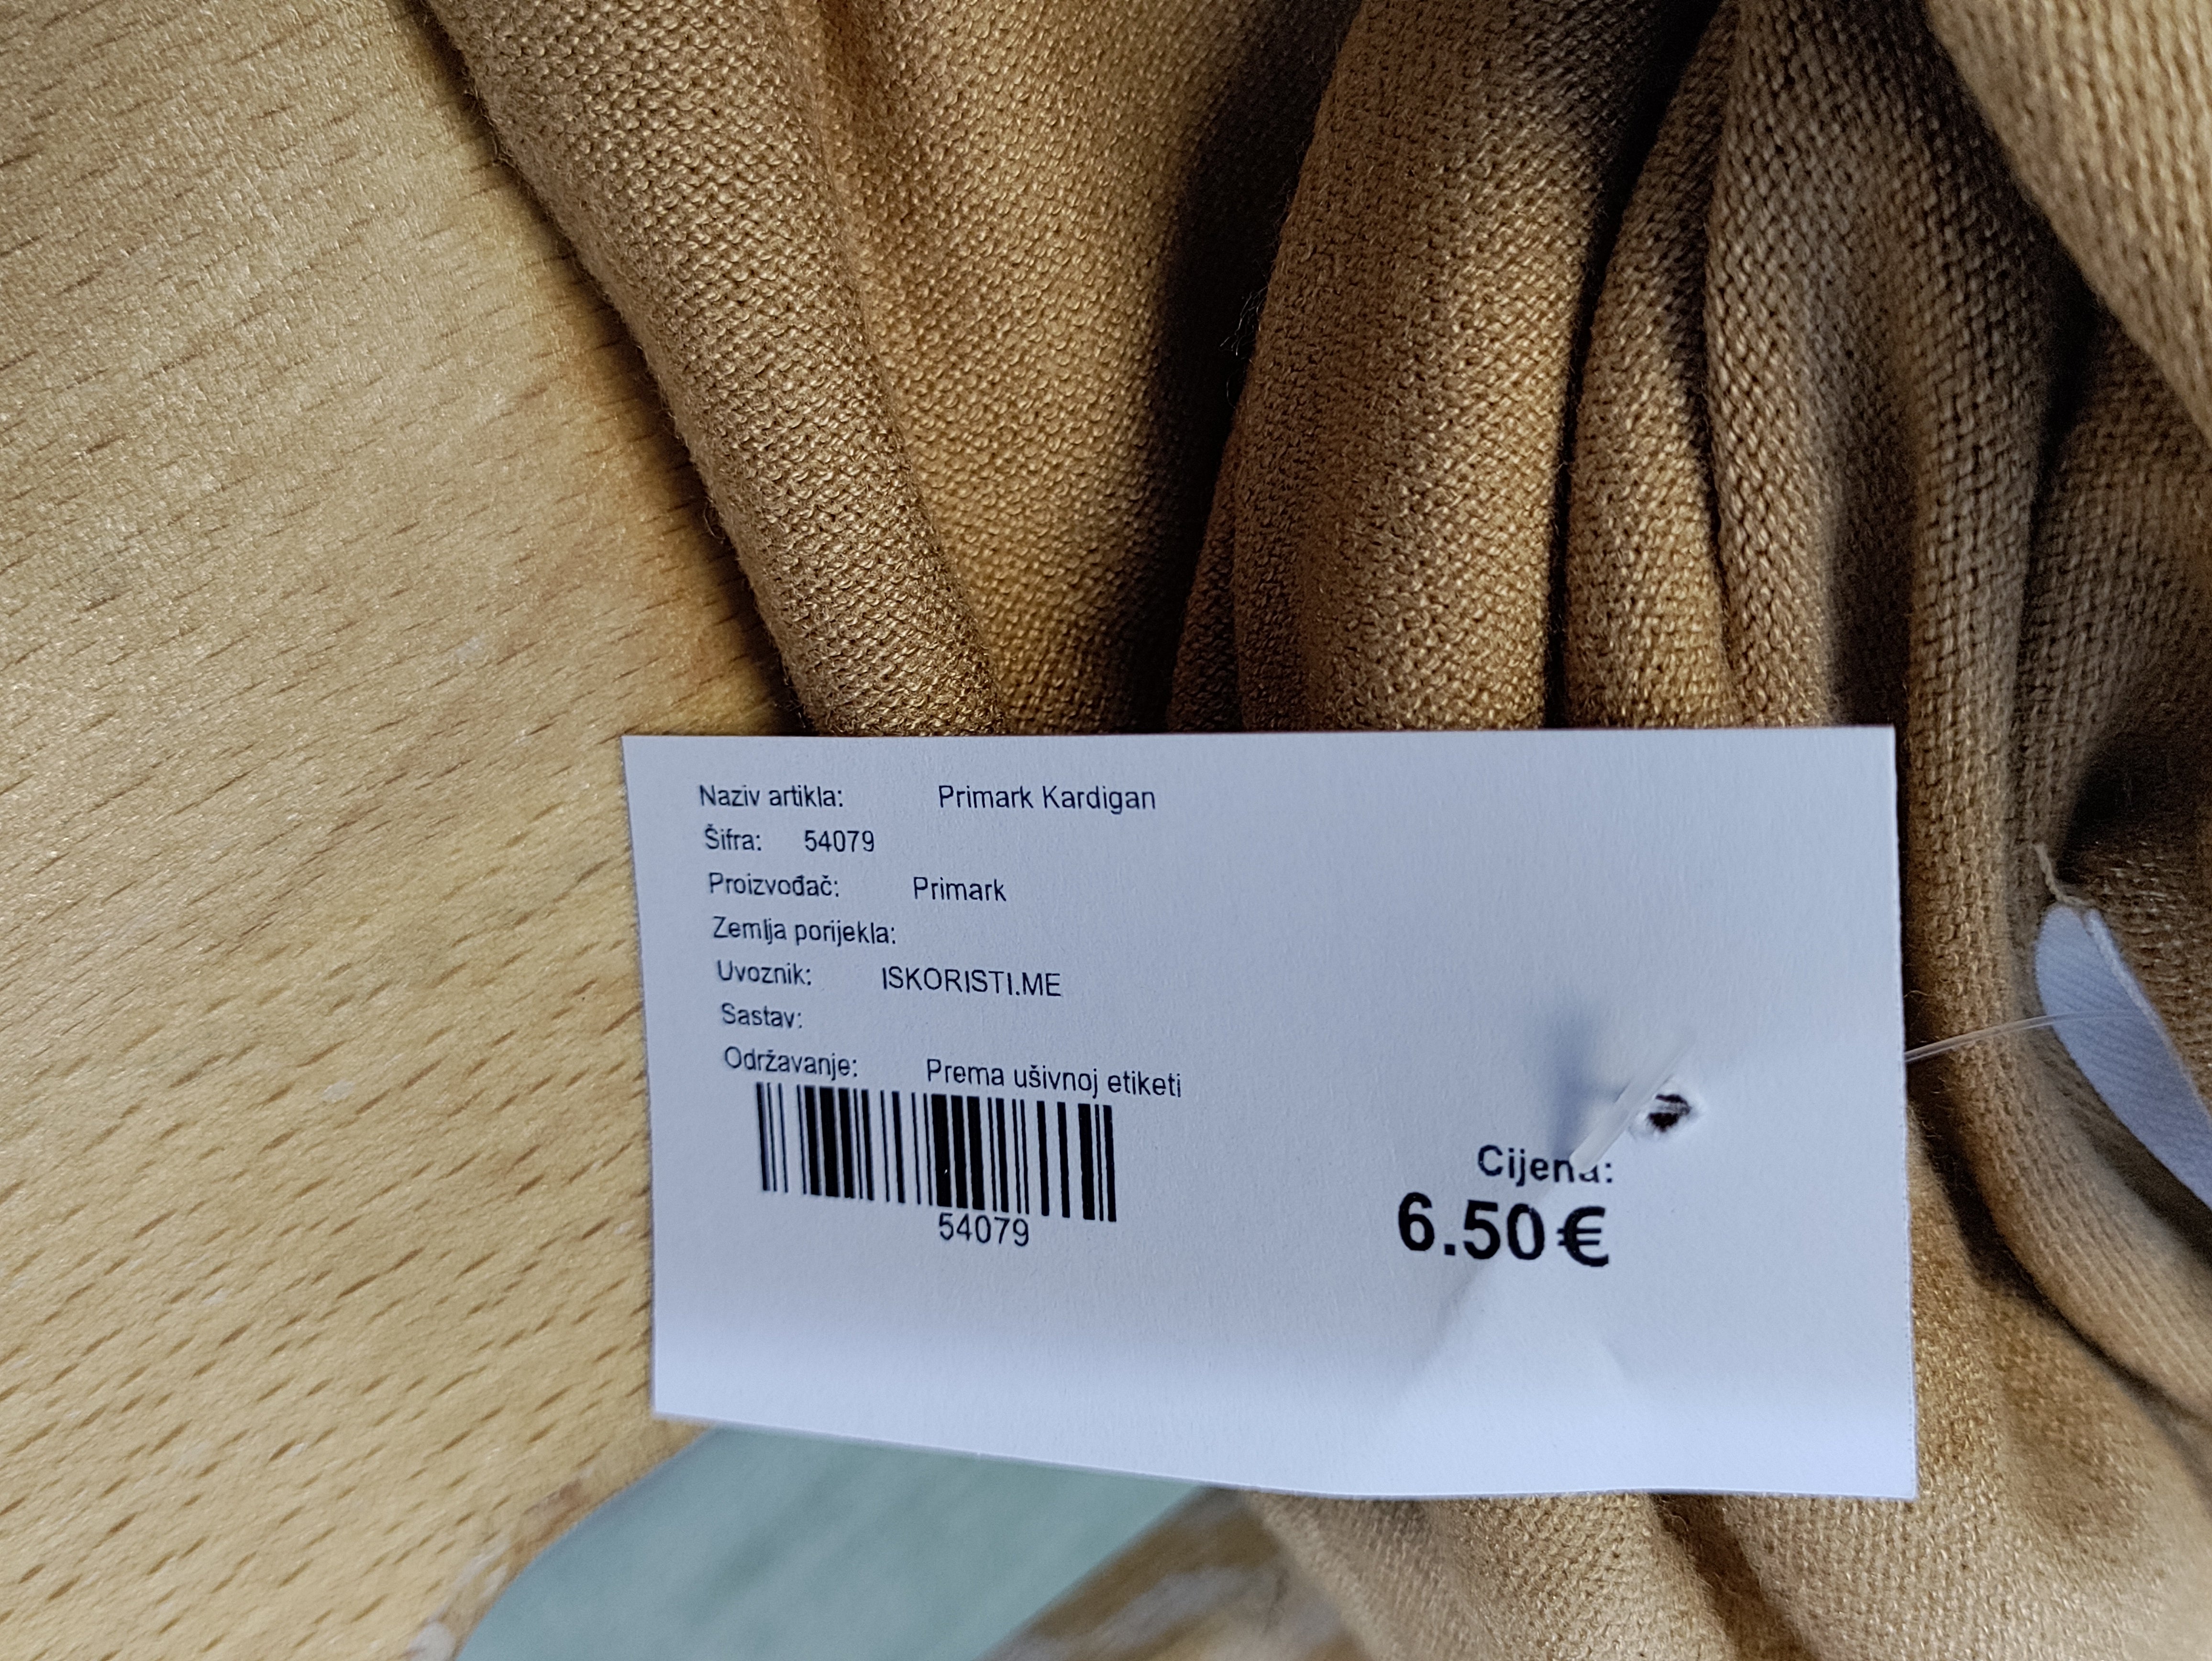 Naziv artikla: Primark Kardigan
Šifra: 54079
Proizvođač: Primark
Zemlja porijekla:
Uvoznik: ISKORISTI.ME
Sastav:
Održavanje: Prema ušivnoj etiketi
54079
Cijena:
6.50€